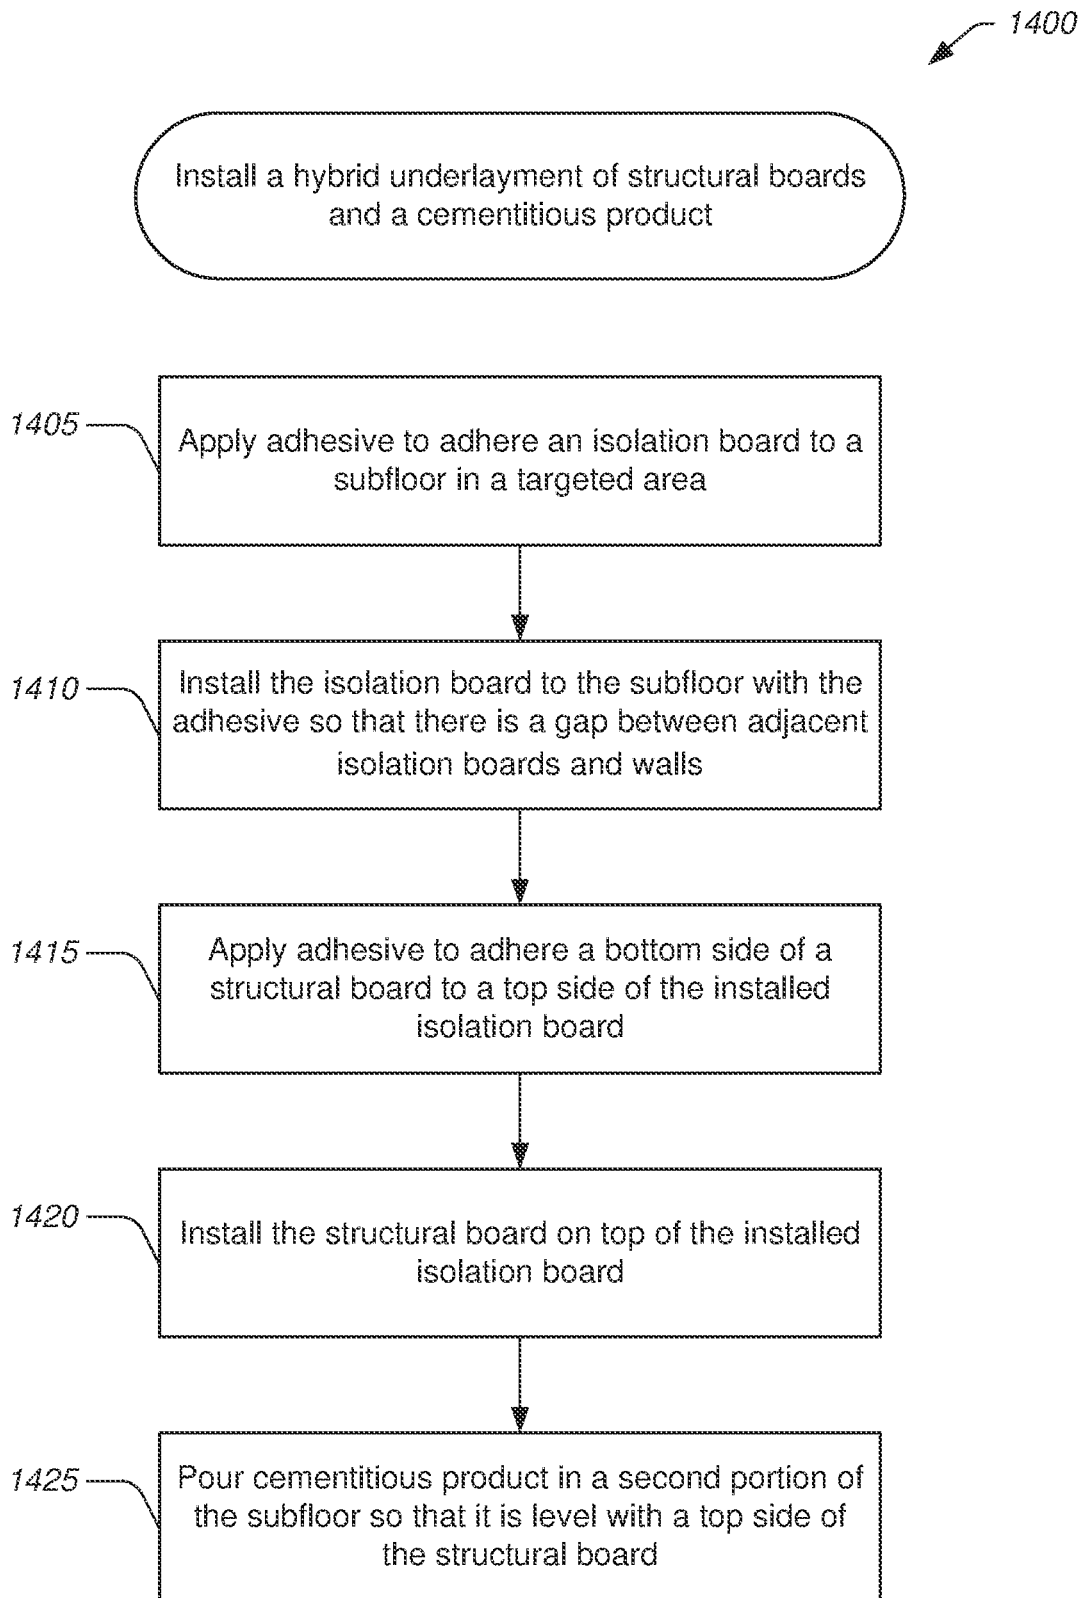 1400
Install a hybrid underlayment of structural boards
and a cementitious product
1405
Apply adhesive to adhere an isolation board to a
subfloor in a targeted area
1410
Install the isolation board to the subfloor with the
adhesive so that there is a gap between adjacent
isolation boards and walls
1415
Apply adhesive to adhere a bottom side of a
structural board to a top side of the installed
isolation board
1420
Install the structural board on top of the installed
isolation board
1425
Pour cementitious product in a second portion of
the subfloor so that it is level with a top side of
the structural board